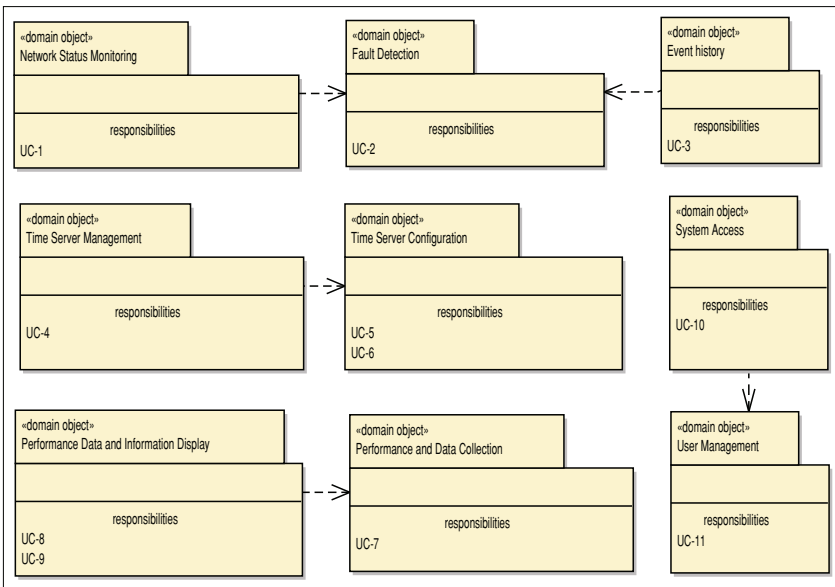 «domain object»
Network Status Monitoring
responsibilities
UC-1
«domain object»
Fault Detection
responsibilities
UC-2
«domain object»
Event history
responsibilities
UC-3
«domain object»
Time Server Management
responsibilities
UC-4
«domain object»
Time Server Configuration
responsibilities
UC-5
UC-6
«domain object»
System Access
responsibilities
UC-10
«domain object»
Performance Data and Information Display
responsibilities
UC-8
UC-9
«domain object»
Performance and Data Collection
responsibilities
UC-7
«domain object»
User Management
responsibilities
UC-11